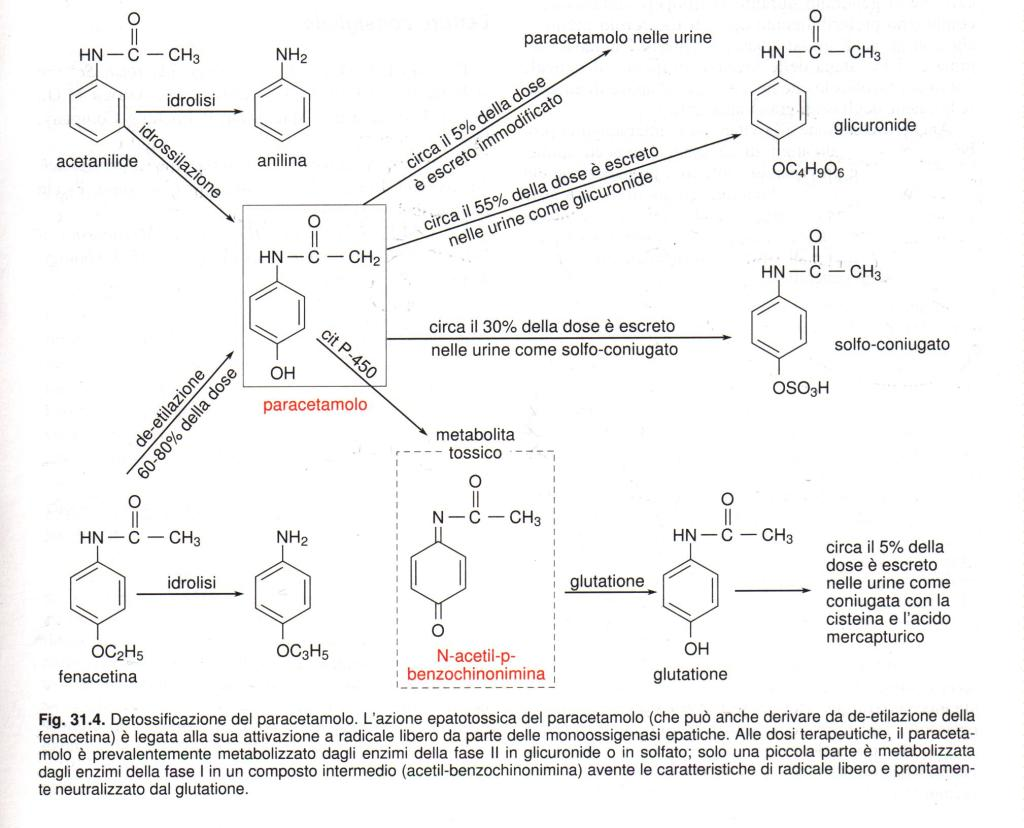 O
HN — C — CH3
acetanilide
idrolisi
NH2
anilina
idrossilazione
circa il 5% della dose
è escreto immodificato
paracetamolo nelle urine
circa il 55% della dose è escreto
nelle urine come glicuronide
O
HN — C — CH3
glicuronide
OC4H9O6
O
HN — C — CH2
OH
paracetamolo
cit P-450
circa il 30% della dose è escreto
nelle urine come solfo-coniugato
O
HN — C — CH3
solfo-coniugato
OSO3H
de-etilazione
60-80% della dose
metabolita
tossico
O
N — C — CH3
O
N-acetil-p-
benzochinonimina
O
HN — C — CH3
OC2H5
fenacetina
idrolisi
NH2
OC3H5
glutatione
O
HN — C — CH3
OH
glutatione
circa il 5% della
dose è escreto
nelle urine come
coniugata con la
cisteina e l'acido
mercapturico
Fig. 31.4. Detossificazione del paracetamolo. L'azione epatotossica del paracetamolo (che può anche derivare da de-etilazione della
fenacetina) è legata alla sua attivazione a radicale libero da parte delle monoossigenasi epatiche. Alle dosi terapeutiche, il paraceta-
molo è prevalentemente metabolizzato dagli enzimi della fase II in glicuronide o in solfato; solo una piccola parte è metabolizzata
dagli enzimi della fase I in un composto intermedio (acetil-benzochinonimina) avente le caratteristiche di radicale libero e prontamen-
te neutralizzato dal glutatione.